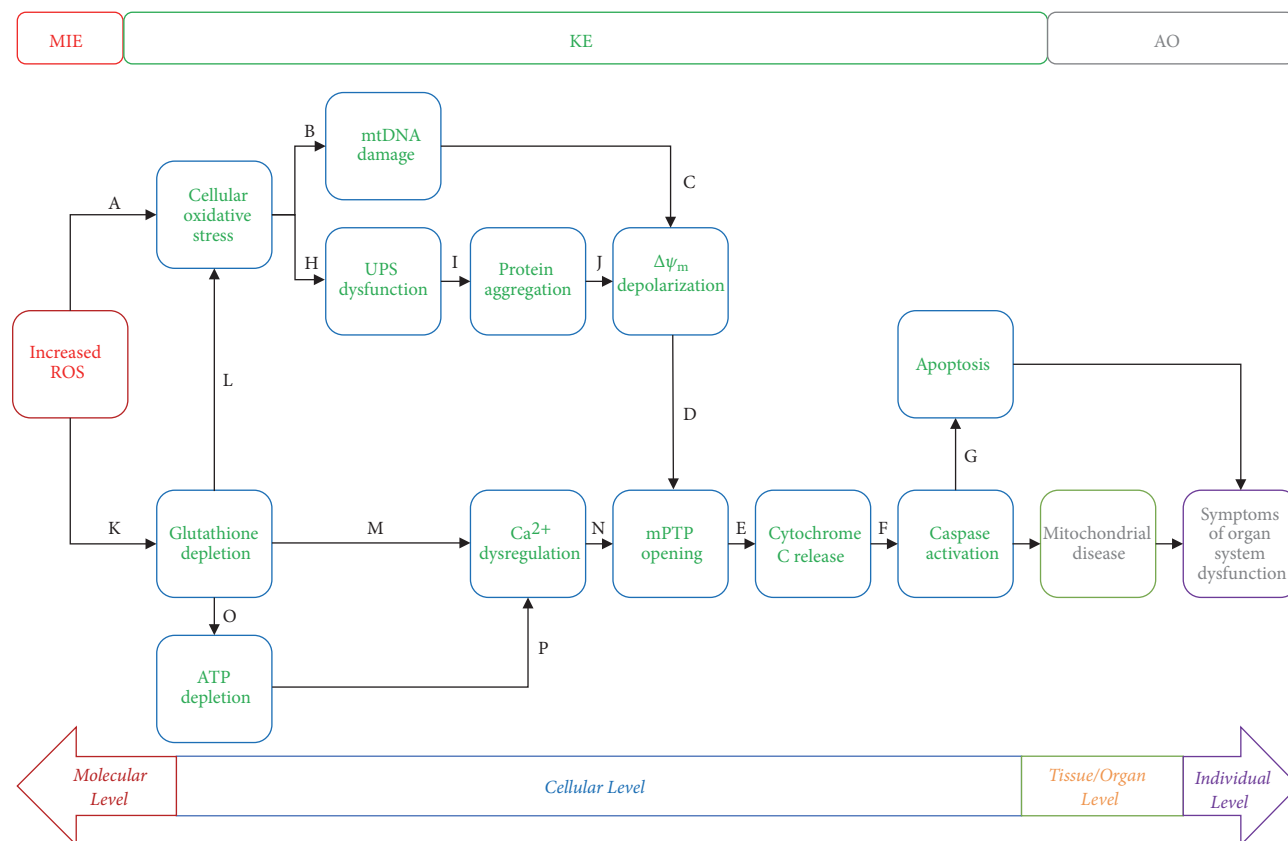 MIE
KE
AO
B
mtDNA
damage
C
A
Cellular
oxidative
stress
H
UPS
dysfunction
I
Protein
aggregation
J
Δψm
depolarization
Increased
ROS
L
D
Apoptosis
G
K
Glutathione
depletion
M
Ca2+
dysregulation
N
mPTP
opening
E
Cytochrome
C release
F
Caspase
activation
Mitochondrial
disease
Symptoms
of organ
system
dysfunction
O
P
ATP
depletion
Molecular
Level
Cellular Level
Tissue/Organ
Level
Individual
Level